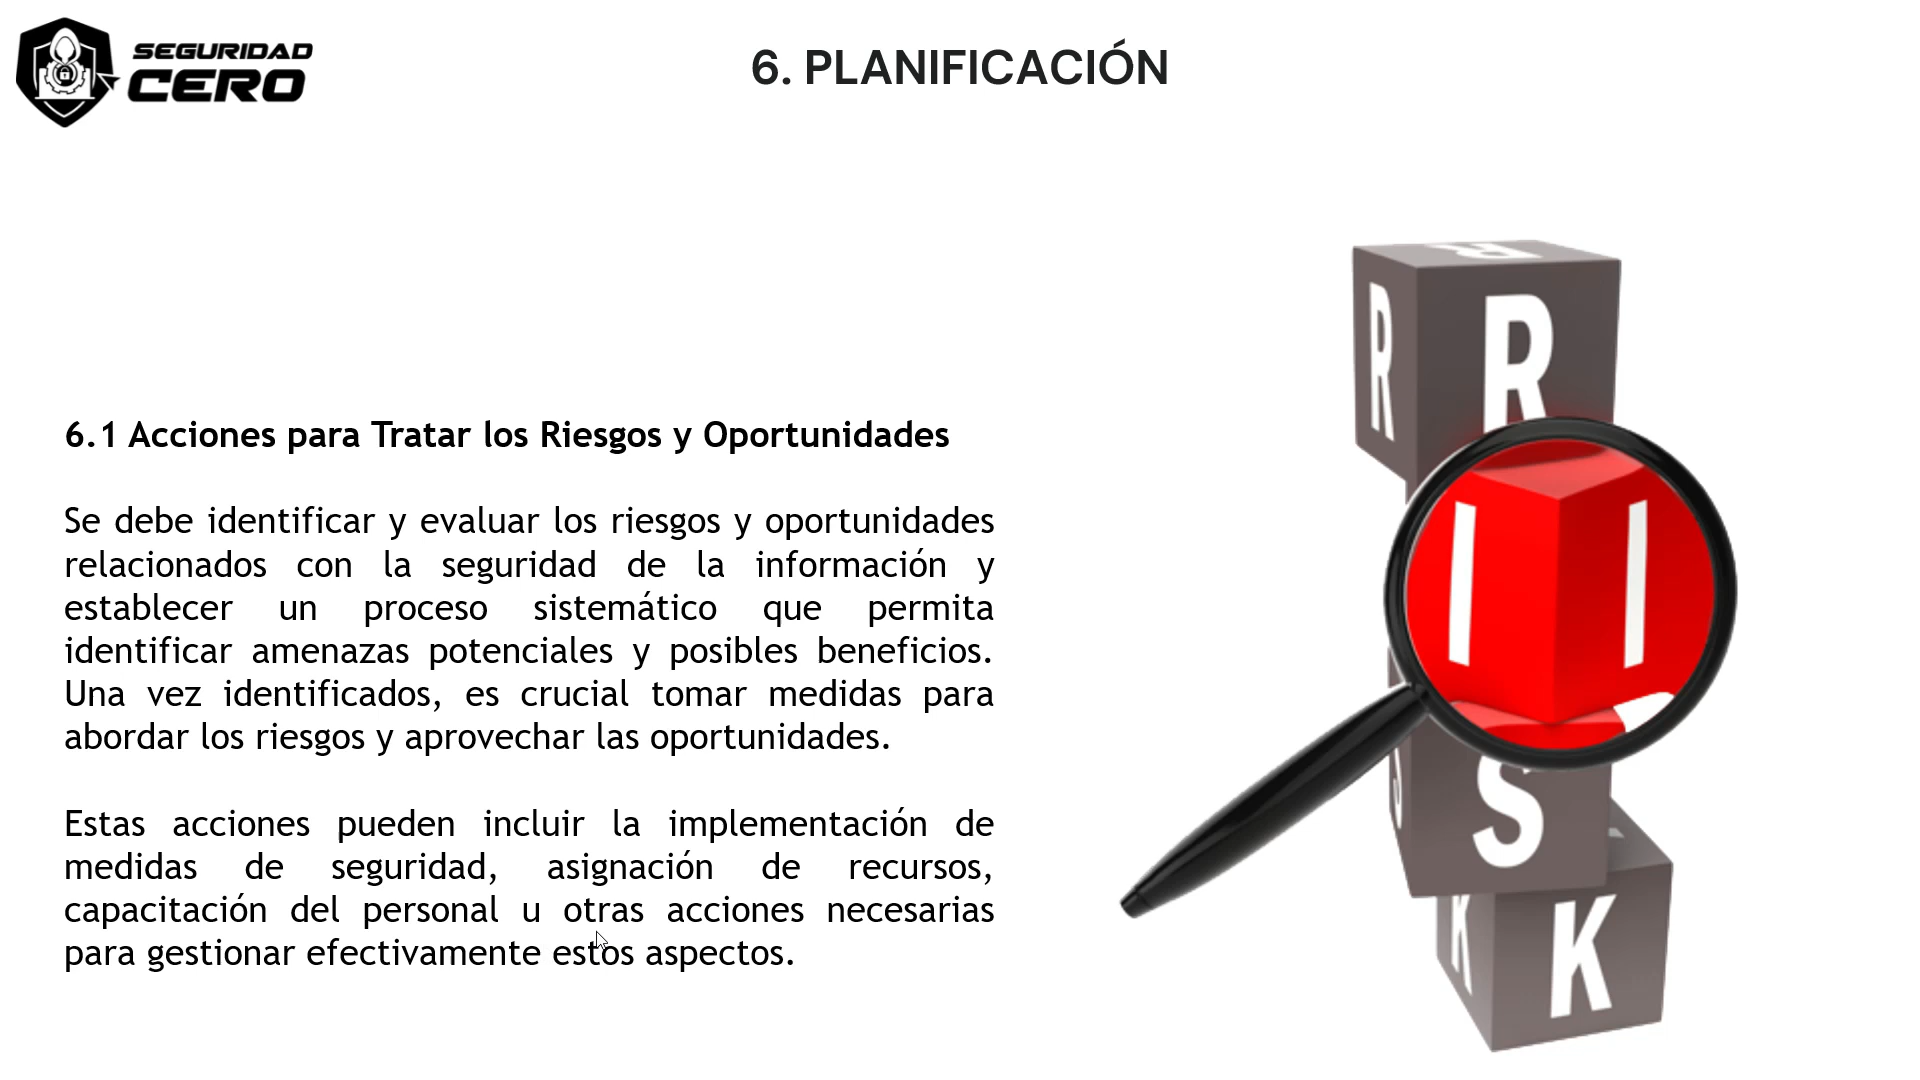 SEGURIDAD
CERO
6. PLANIFICACIÓN
6.1 Acciones para Tratar los Riesgos y Oportunidades
Se debe identificar y evaluar los riesgos y oportunidades
relacionados con la seguridad de la información y
establecer un proceso sistemático que permita
identificar amenazas potenciales y posibles beneficios.
Una vez identificados, es crucial tomar medidas para
abordar los riesgos y aprovechar las oportunidades.
Estas acciones pueden incluir la implementación de
medidas de seguridad, asignación de recursos,
capacitación del personal u otras acciones necesarias
para gestionar efectivamente estos aspectos.
R
R R
I I
S S
K K